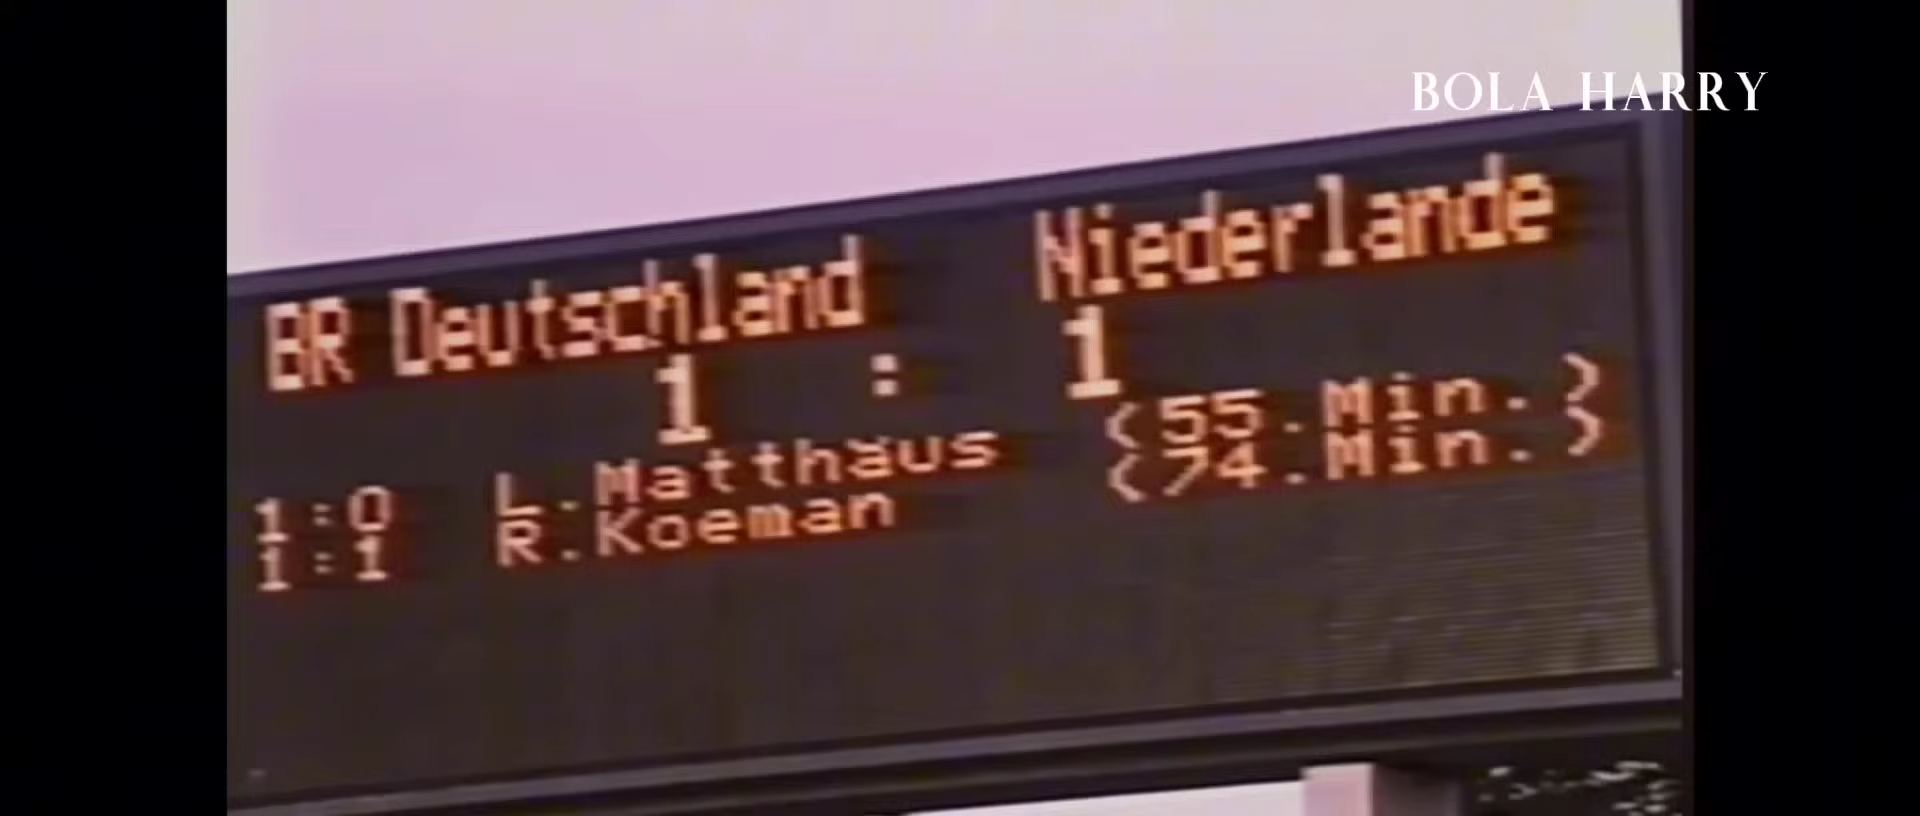 BOLA HARRY
BR Deutschland Niederlande
1 : 1
1:0 L.Matthäus (55.Min.)
1:1 R.Koeman (74.Min.)